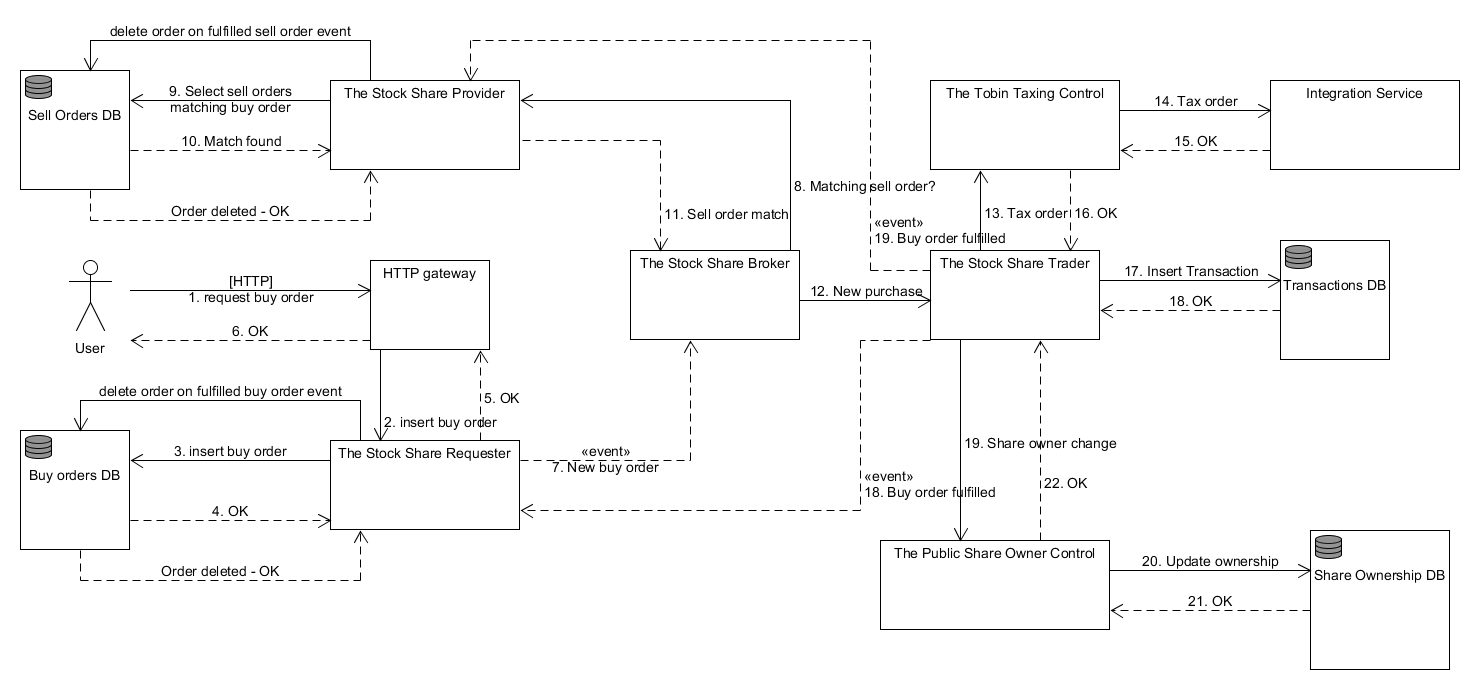 delete order on fulfilled sell order event
Sell Orders DB
9. Select sell orders
matching buy order
10. Match found
Order deleted - OK
The Stock Share Provider
8. Matching sell order?
11. Sell order match
«event»
19. Buy order fulfilled
The Tobin Taxing Control
14. Tax order
15. OK
Integration Service
13. Tax order
16. OK
User
[HTTP]
1. request buy order
6. OK
HTTP gateway
The Stock Share Broker
12. New purchase
The Stock Share Trader
17. Insert Transaction
18. OK
Transactions DB
delete order on fulfilled buy order event
2. insert buy order
5. OK
Buy orders DB
3. insert buy order
4. OK
Order deleted - OK
The Stock Share Requester
«event»
7. New buy order
«event»
18. Buy order fulfilled
19. Share owner change
22. OK
The Public Share Owner Control
20. Update ownership
21. OK
Share Ownership DB